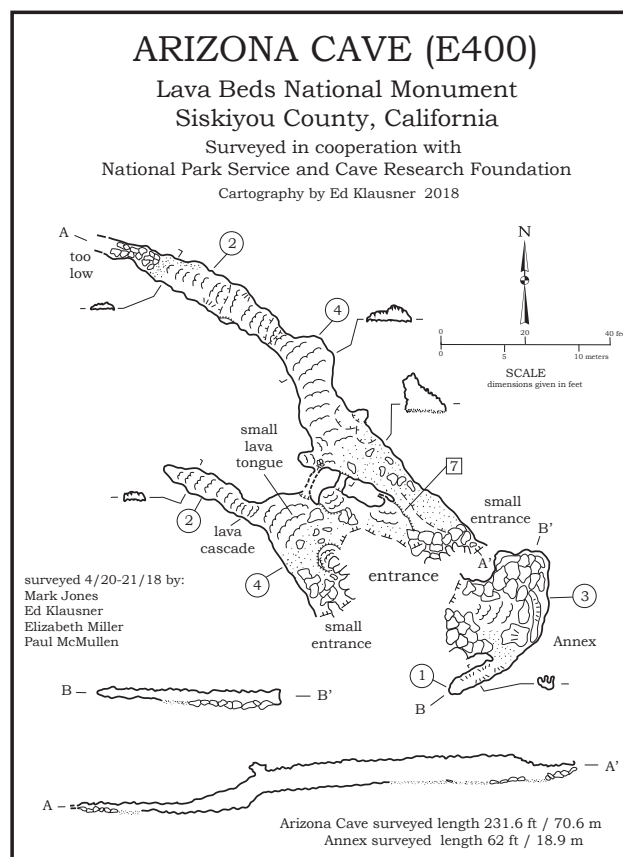 ARIZONA CAVE (E400)
Lava Beds National Monument
Siskiyou County, California
Surveyed in cooperation with
National Park Service and Cave Research Foundation
Cartography by Ed Klausner 2018
A
too
low
2
4
N
0
20
40 fee
0
5
10 meters
SCALE
dimensions given in feet
small
lava
tongue
7
2
lava
cascade
4
small
entrance
B'
A'
entrance
3
surveyed 4/20-21/18 by:
Mark Jones
Ed Klausner
Elizabeth Miller
Paul McMullen
small
entrance
Annex
1
B
B
B'
A
A'
Arizona Cave surveyed length 231.6 ft / 70.6 m
Annex surveyed length 62 ft / 18.9 m